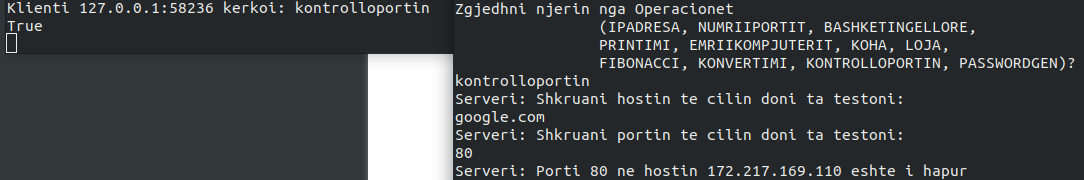 Klienti 127.0.0.1:58236 kerkoi: kontrolloportin
True
Zgjedhni njerin nga Operacionet
(IPADRESA, NUMRIIPORTIT, BASHKETINGELLORE,
PRINTIMI, EMRIIKOMPJUTERIT, KOHA, LOJA,
FIBONACCI, KONVERTIMI, KONTROLLOPORTIN, PASSWORDGEN)?
kontrolloportin
Serveri: Shkruani hostin te cilin doni ta testoni:
google.com
Serveri: Shkruani portin te cilin doni ta testoni:
80
Serveri: Porti 80 ne hostin 172.217.169.110 eshte i hapur